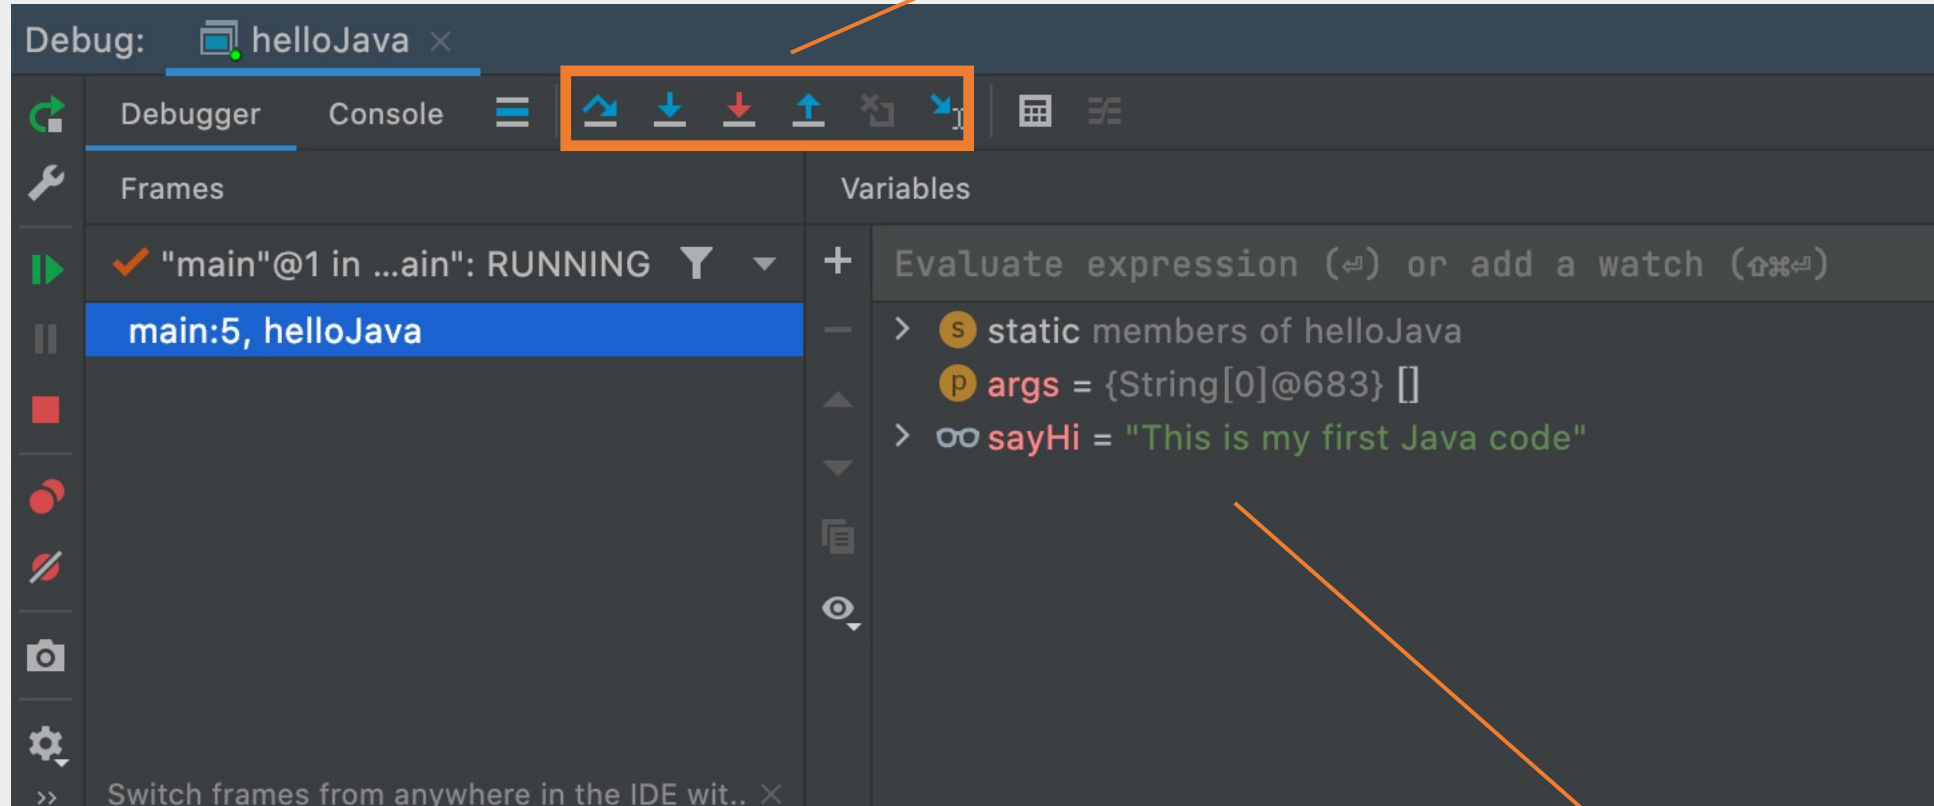 Debug: helloJava
Debugger Console
Frames
Variables
"main"@1 in ...ain": RUNNING
Evaluate expression (⏎) or add a watch (⇧⌘⏎)
main:5, helloJava
s static members of helloJava
p args = {String[0]@683} []
sayHi = "This is my first Java code"
Switch frames from anywhere in the IDE wit..